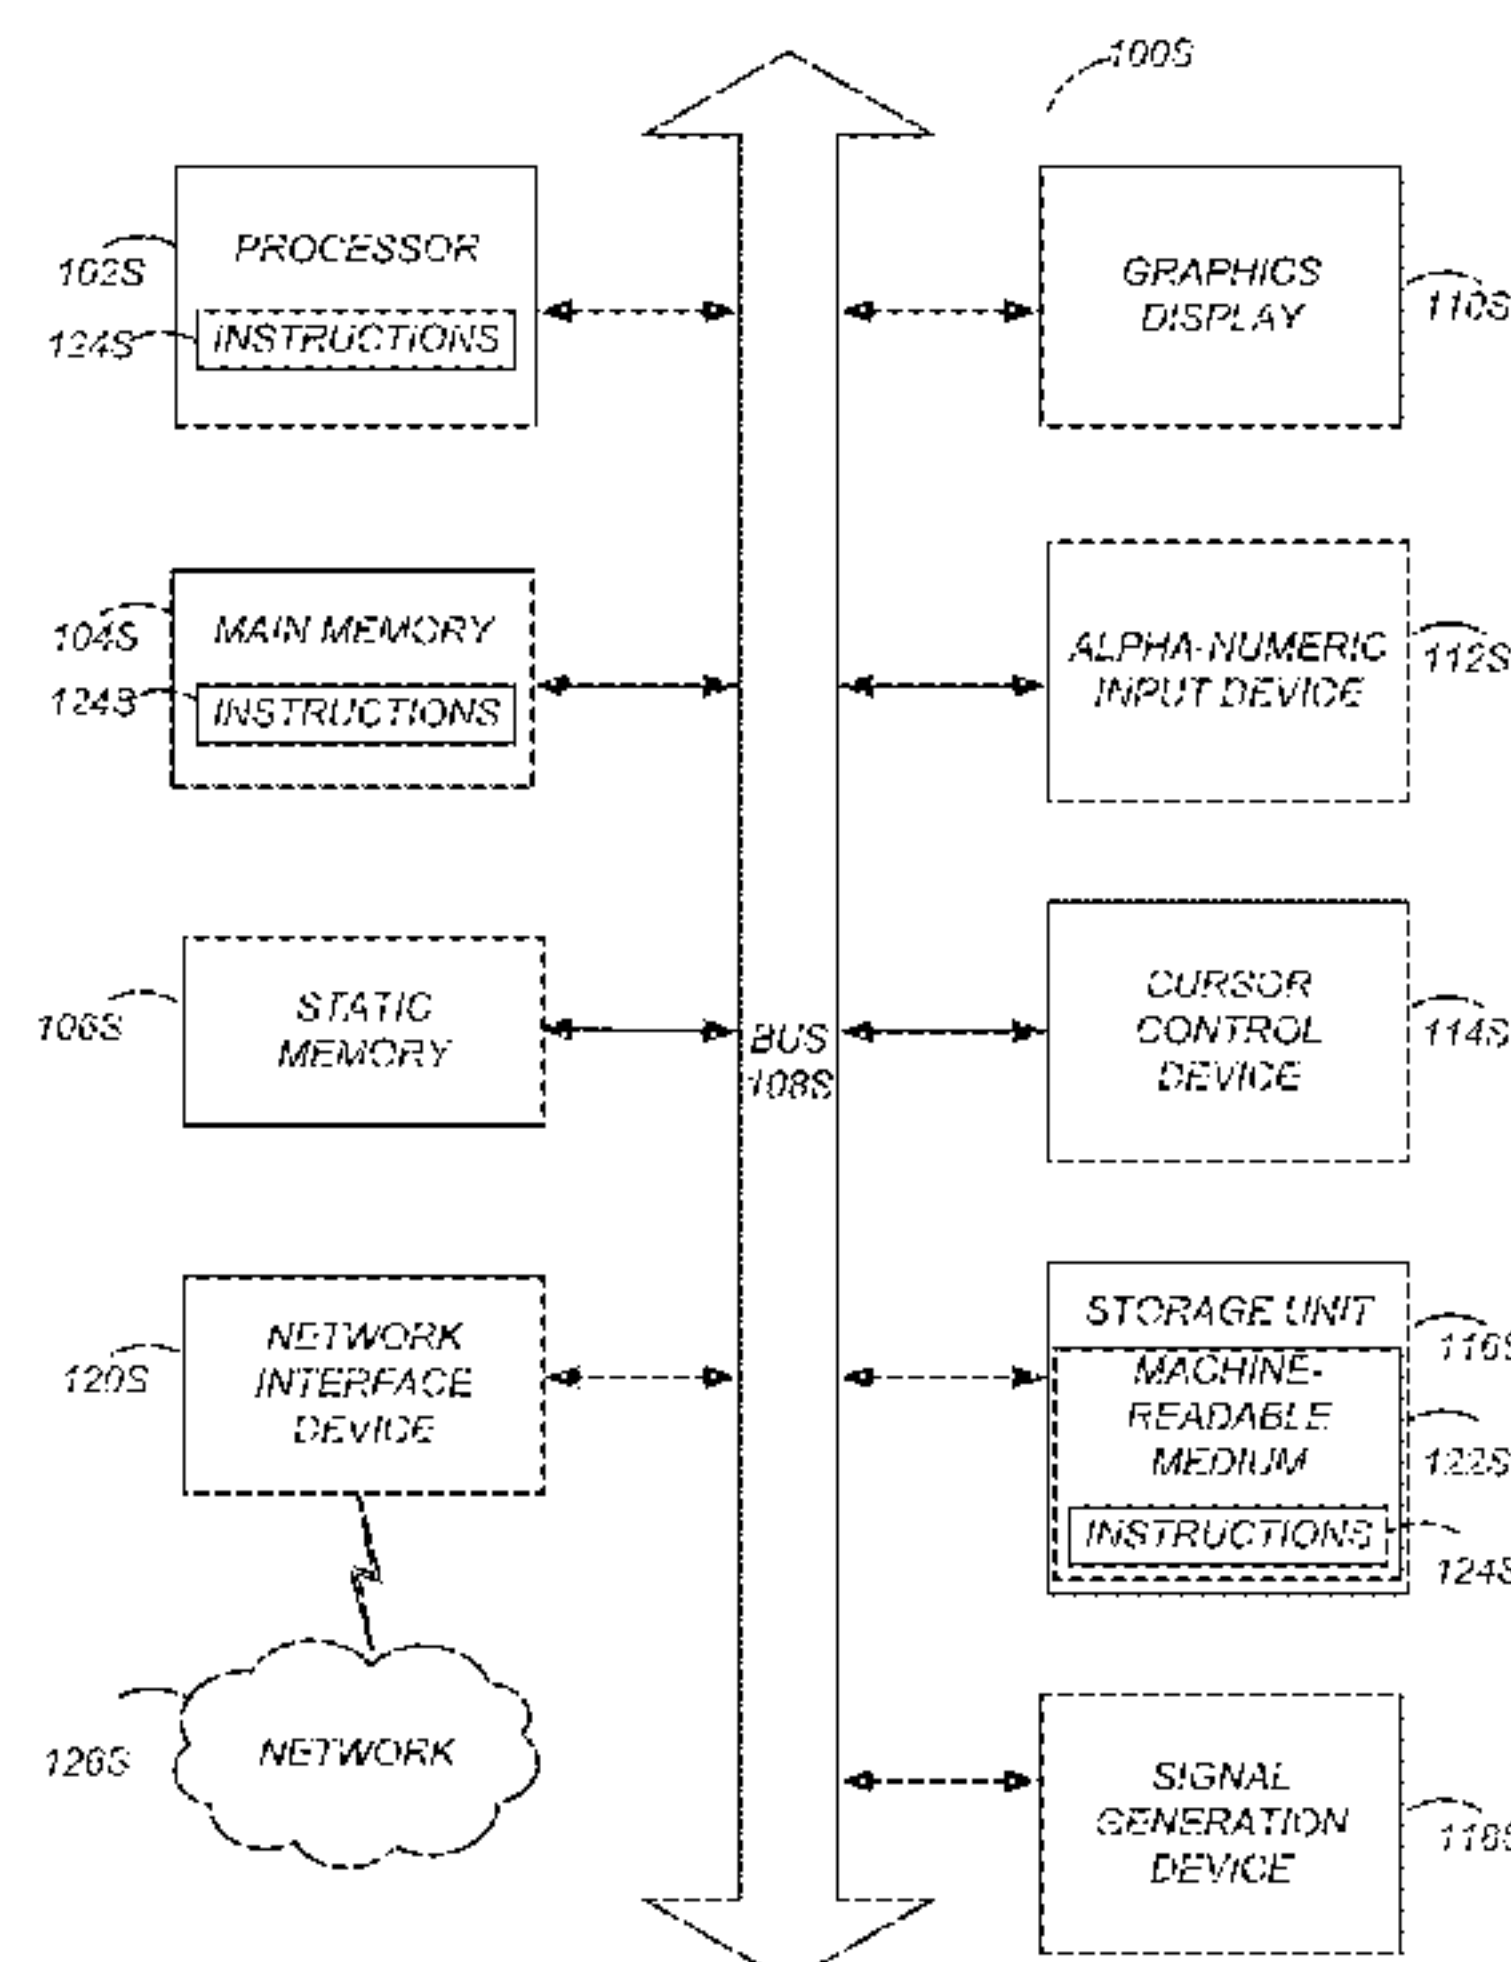 100S
PROCESSOR
102S
INSTRUCTIONS
124S
GRAPHICS
DISPLAY
110S
MAIN MEMORY
104S
INSTRUCTIONS
124S
ALPHA-NUMERIC
INPUT DEVICE
112S
STATIC
MEMORY
106S
BUS
108S
CURSOR
CONTROL
DEVICE
114S
NETWORK
INTERFACE
DEVICE
120S
STORAGE UNIT
116S
MACHINE-
READABLE
MEDIUM
122S
INSTRUCTIONS
124S
NETWORK
126S
SIGNAL
GENERATION
DEVICE
118S